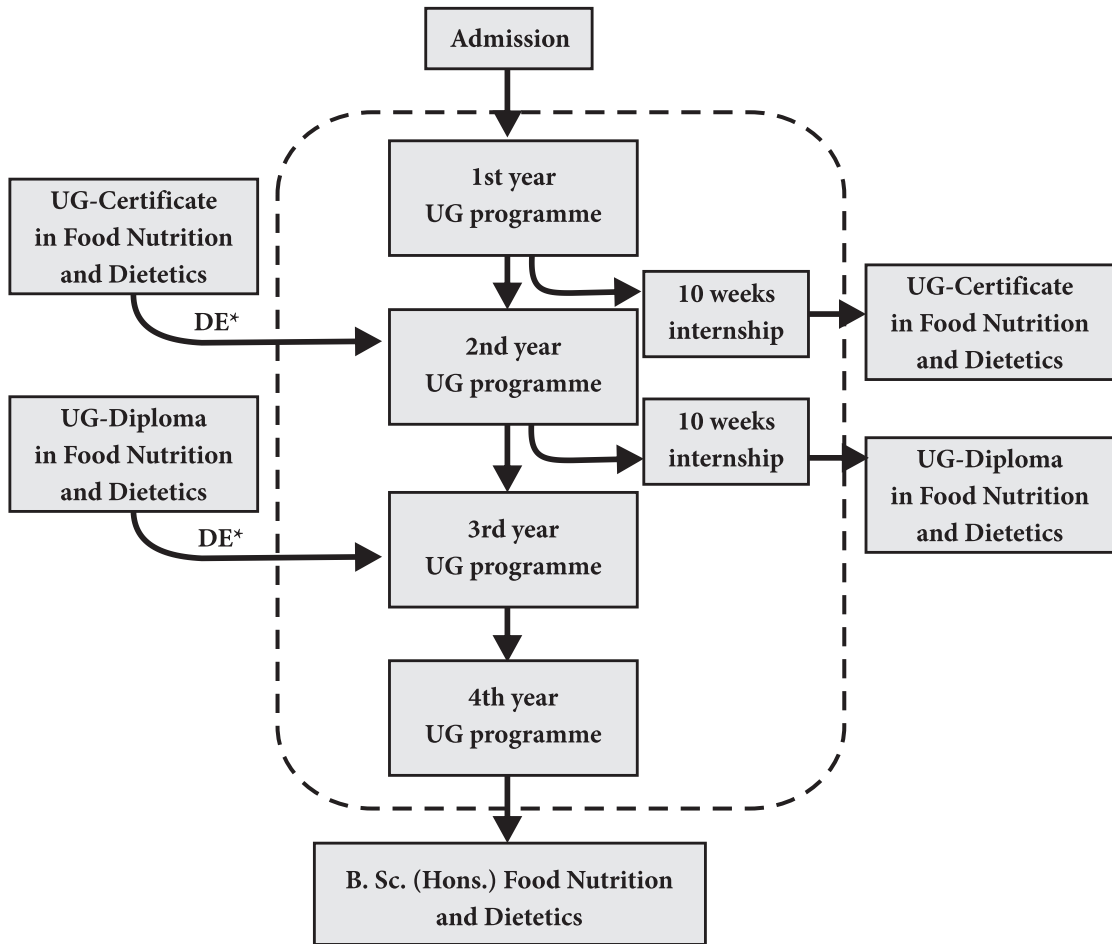 Admission
1st year
UG programme
UG-Certificate
in Food Nutrition
and Dietetics
DE*
10 weeks
internship
UG-Certificate
in Food Nutrition
and Dietetics
2nd year
UG programme
UG-Diploma
in Food Nutrition
and Dietetics
DE*
10 weeks
internship
UG-Diploma
in Food Nutrition
and Dietetics
3rd year
UG programme
4th year
UG programme
B. Sc. (Hons.) Food Nutrition
and Dietetics